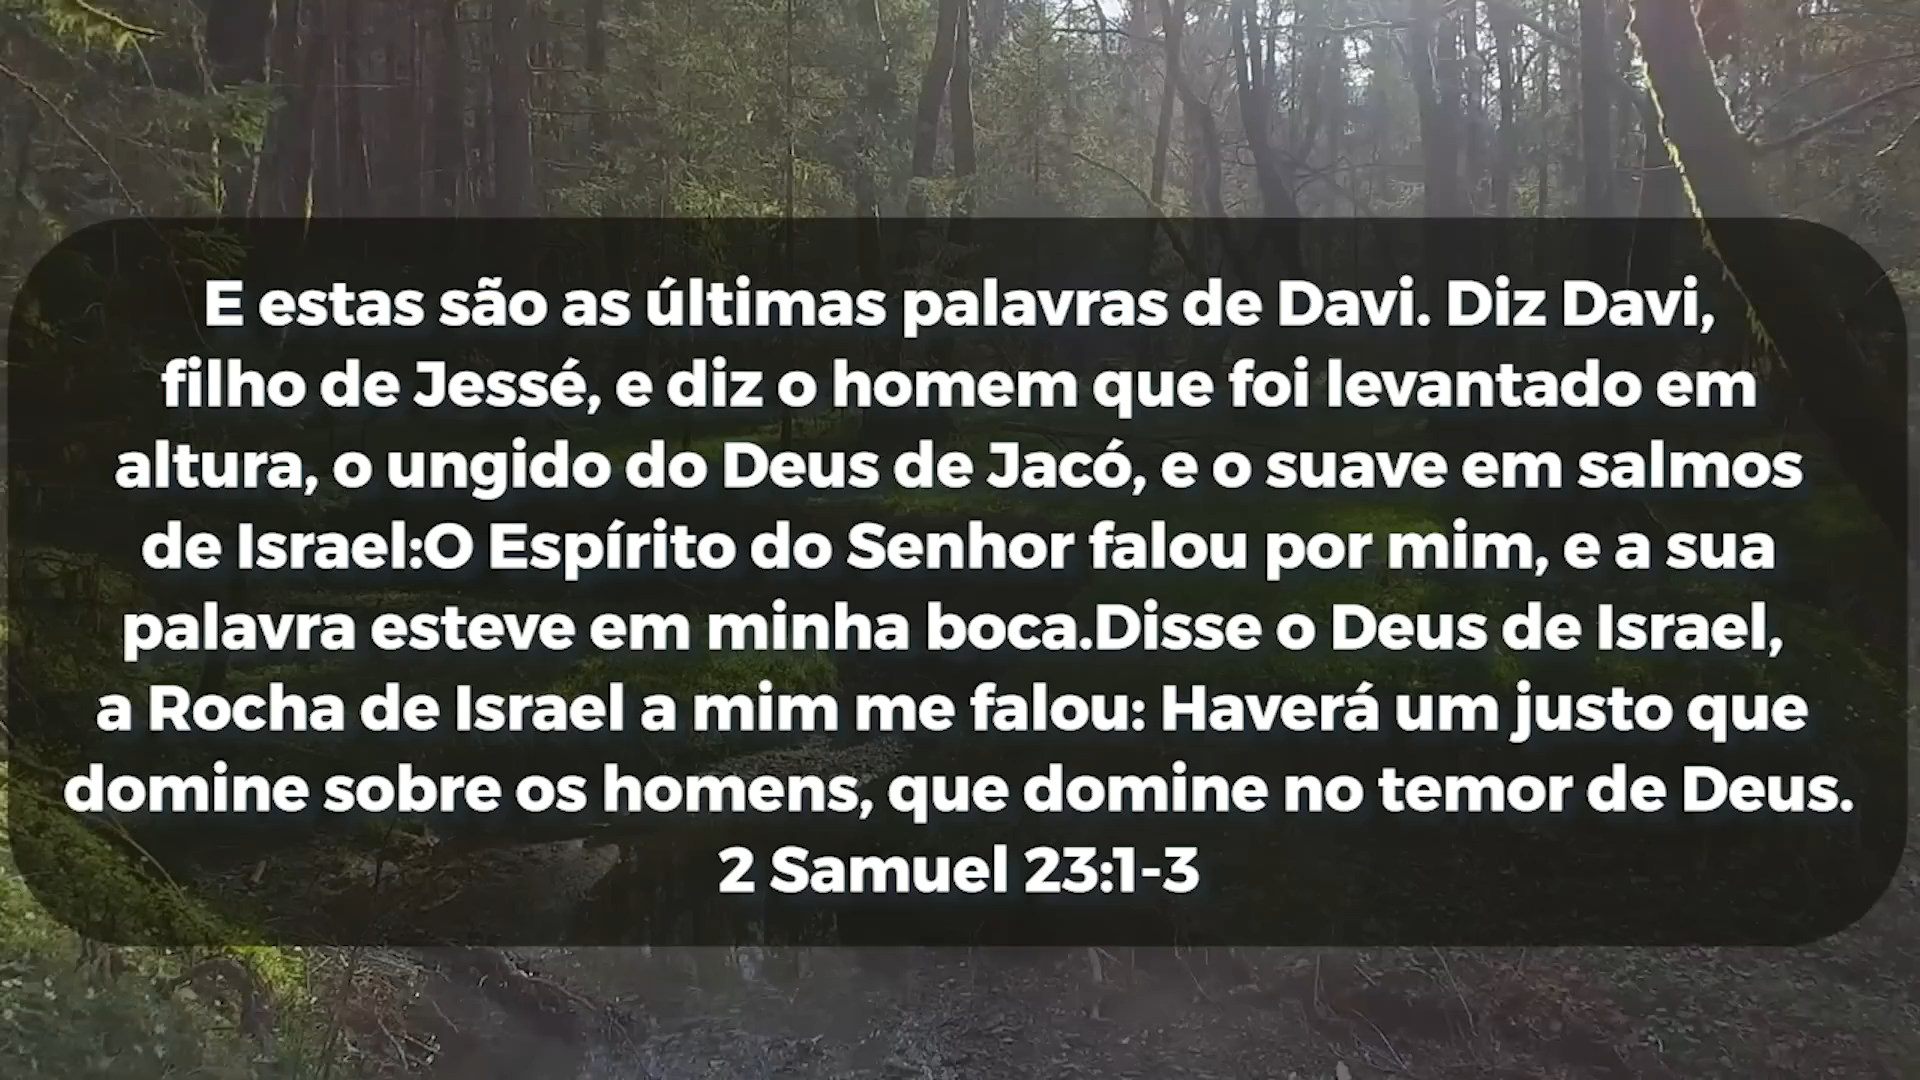 E estas são as últimas palavras de Davi. Diz Davi,
filho de Jessé, e diz o homem que foi levantado em
altura, o ungido do Deus de Jacó, e o suave em salmos
de Israel:O Espírito do Senhor falou por mim, e a sua
palavra esteve em minha boca.Disse o Deus de Israel,
a Rocha de Israel a mim me falou: Haverá um justo que
domine sobre os homens, que domine no temor de Deus.
2 Samuel 23:1-3